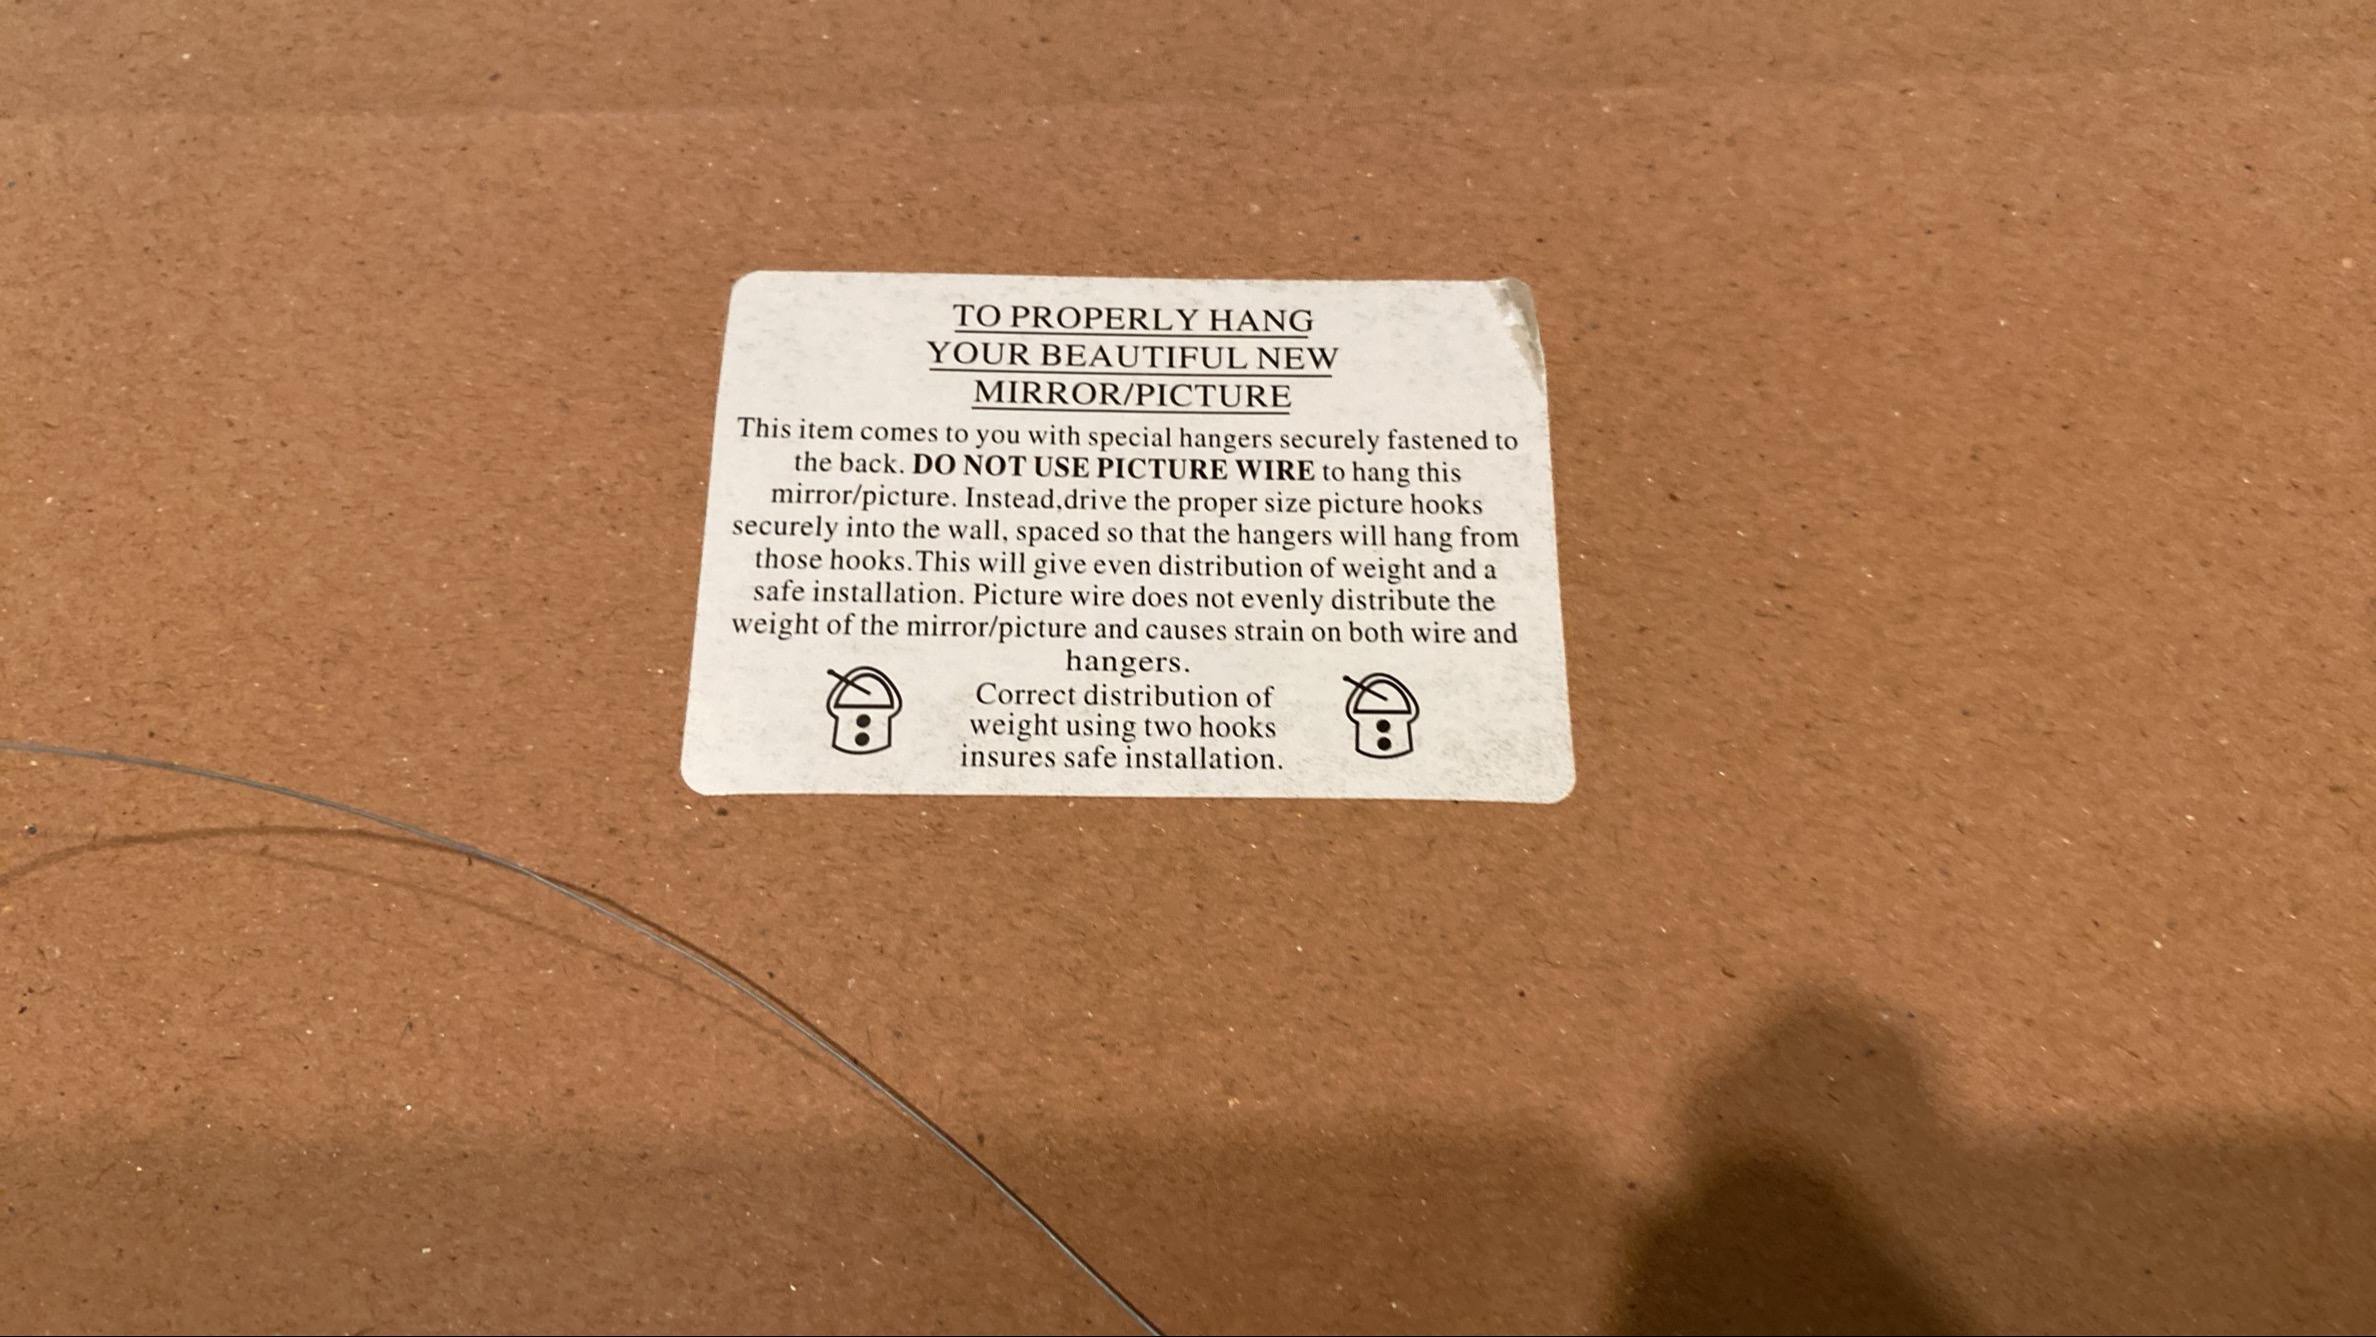 TO PROPERLY HANG
YOUR BEAUTIFUL NEW
MIRROR/PICTURE
This item comes to you with special hangers securely fastened to
the back. DO NOT USE PICTURE WIRE to hang this
mirror/picture. Instead,drive the proper size picture hooks
securely into the wall, spaced so that the hangers will hang from
those hooks.This will give even distribution of weight and a
safe installation. Picture wire does not evenly distribute the
weight of the mirror/picture and causes strain on both wire and
hangers.
Correct distribution of
weight using two hooks
insures safe installation.